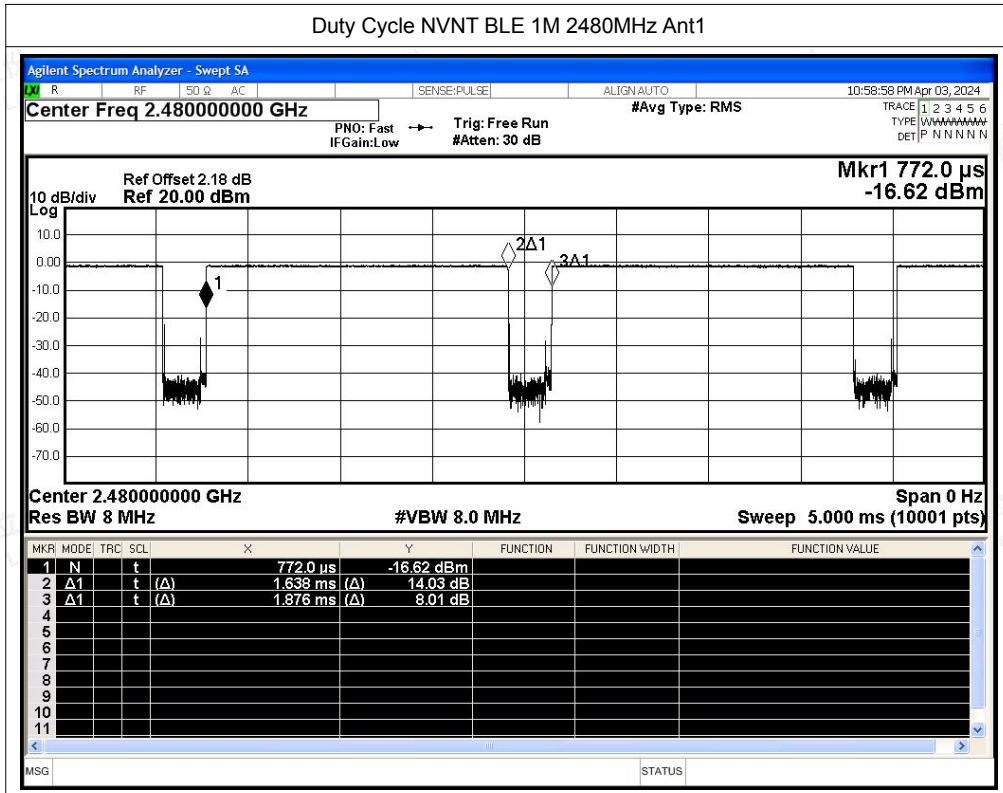 Duty Cycle NVNT BLE 1M 2480MHz Ant1
Agilent Spectrum Analyzer - Swept SA
LXI R RF 50 Ω AC SENSE:PULSE ALIGN AUTO 10:58:58 PM Apr 03, 2024
Center Freq 2.480000000 GHz #Avg Type: RMS TRACE 1 2 3 4 5 6
PNO: Fast Trig: Free Run TYPE WWWWWW
IFGain:Low #Atten: 30 dB DET P N N N N N
Mkr1 772.0 µs
Ref Offset 2.18 dB
10 dB/div Ref 20.00 dBm -16.62 dBm
Log
10.0
2Δ1
0.00
3Δ1
1
-10.0
-20.0
-30.0
-40.0
-50.0
-60.0
-70.0
Center 2.480000000 GHz Span 0 Hz
Res BW 8 MHz #VBW 8.0 MHz Sweep 5.000 ms (10001 pts)
MKR MODE TRC SCL X Y FUNCTION FUNCTION WIDTH FUNCTION VALUE
1 N t 772.0 µs -16.62 dBm
2 Δ1 t (Δ) 1.638 ms (Δ) 14.03 dB
3 Δ1 t (Δ) 1.876 ms (Δ) 8.01 dB
4
5
6
7
8
9
10
11
MSG STATUS